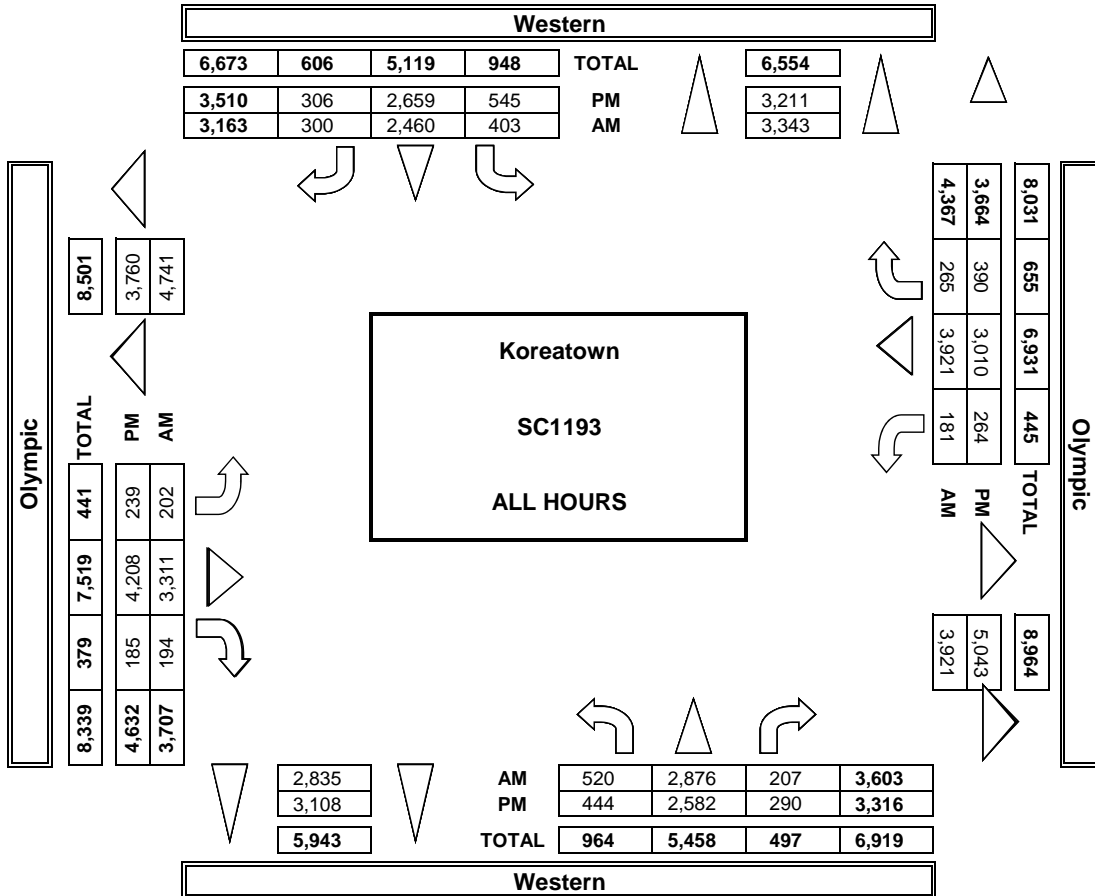 Western
6,673 606 5,119 948 TOTAL 6,554
3,510 306 2,659 545 PM 3,211
3,163 300 2,460 403 AM 3,343
Olympic
8,501
3,760
4,741
TOTAL 441 7,519 379 8,339
PM 239 4,208 185 4,632
AM 202 3,311 194 3,707
Koreatown
SC1193
ALL HOURS
8,031 655 6,931 445 TOTAL 8,964
3,664 390 3,010 264 PM 5,043
4,367 265 3,921 181 AM 3,921
Olympic
2,835 AM 520 2,876 207 3,603
3,108 PM 444 2,582 290 3,316
5,943 TOTAL 964 5,458 497 6,919
Western